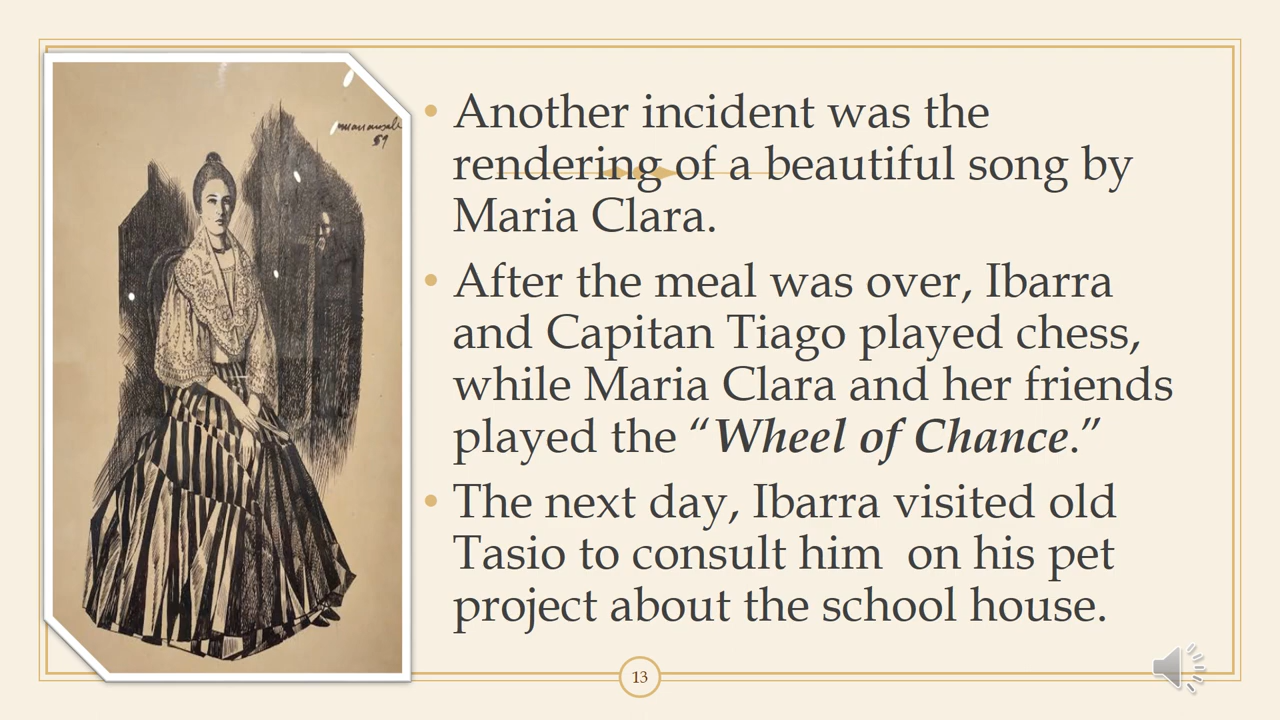 Another incident was the
rendering of a beautiful song by
Maria Clara.
After the meal was over, Ibarra
and Capitan Tiago played chess,
while Maria Clara and her friends
played the “Wheel of Chance.”
The next day, Ibarra visited old
Tasio to consult him  on his pet
project about the school house.
13